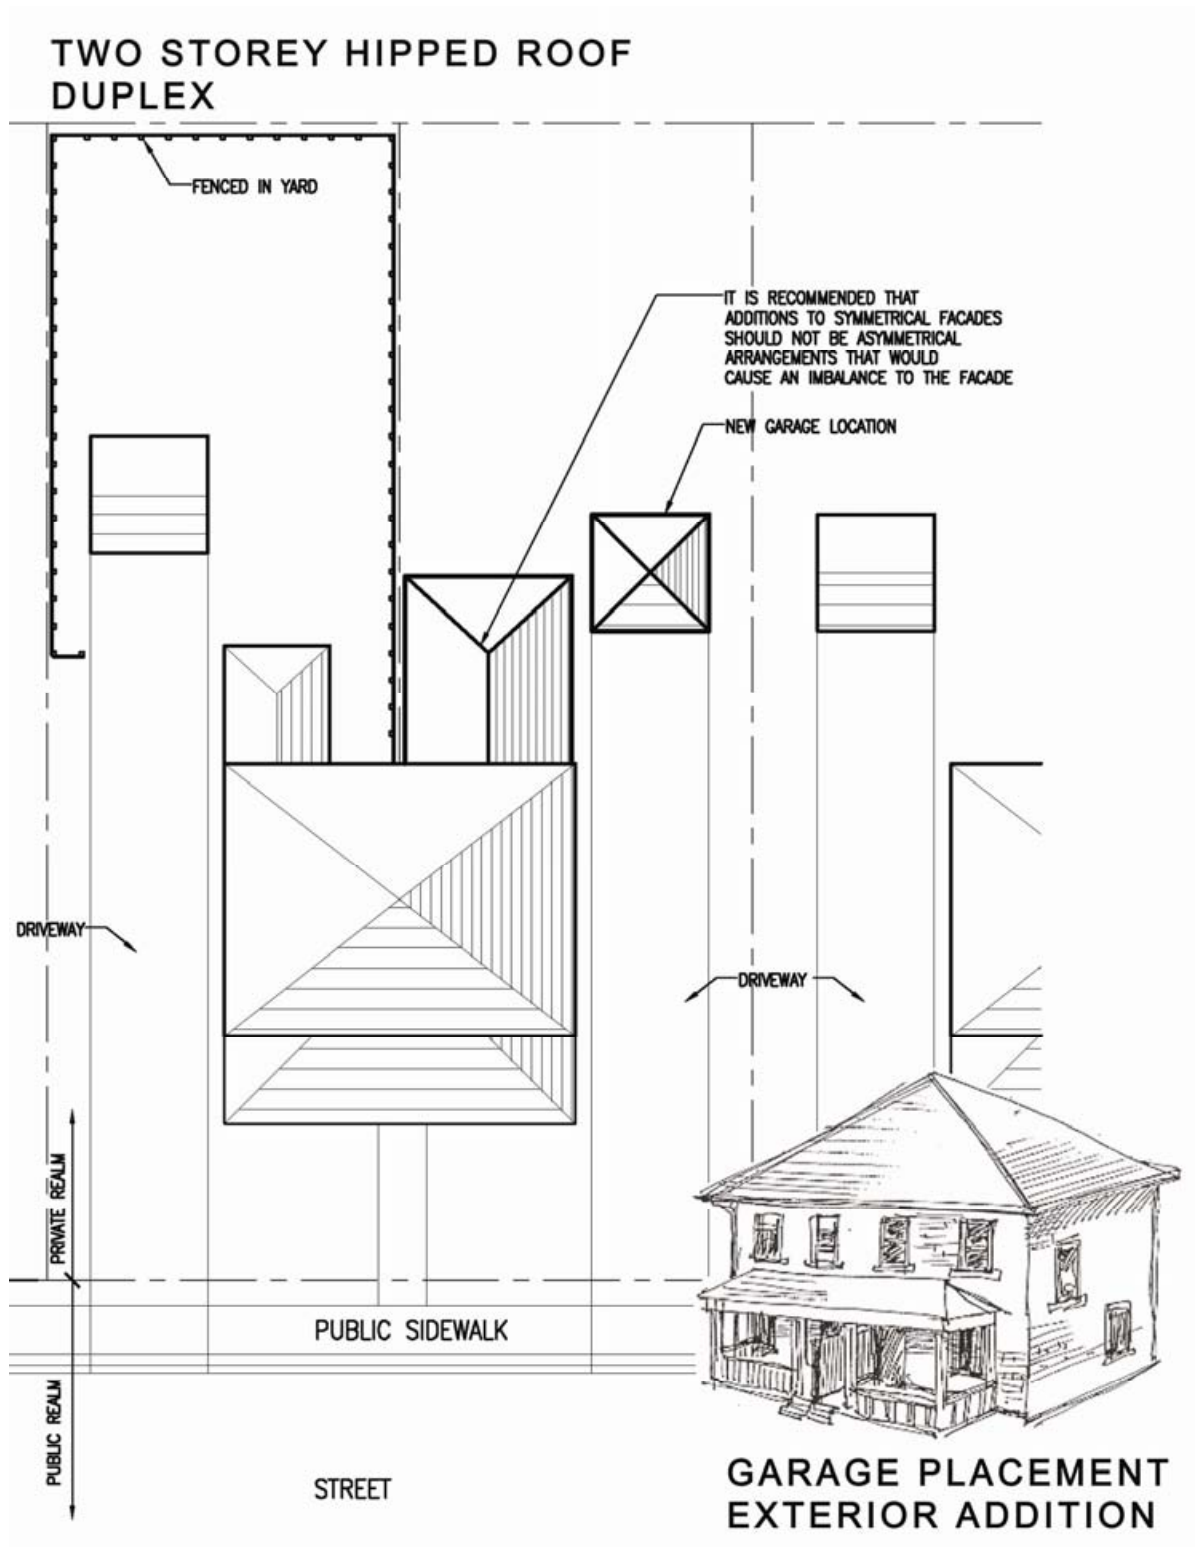 TWO STOREY HIPPED ROOF
DUPLEX
FENCED IN YARD
IT IS RECOMMENDED THAT
ADDITIONS TO SYMMETRICAL FACADES
SHOULD NOT BE ASYMMETRICAL
ARRANGEMENTS THAT WOULD
CAUSE AN IMBALANCE TO THE FACADE
NEW GARAGE LOCATION
DRIVEWAY
DRIVEWAY
PRIVATE REALM
PUBLIC SIDEWALK
PUBLIC REALM
STREET
GARAGE PLACEMENT
EXTERIOR ADDITION